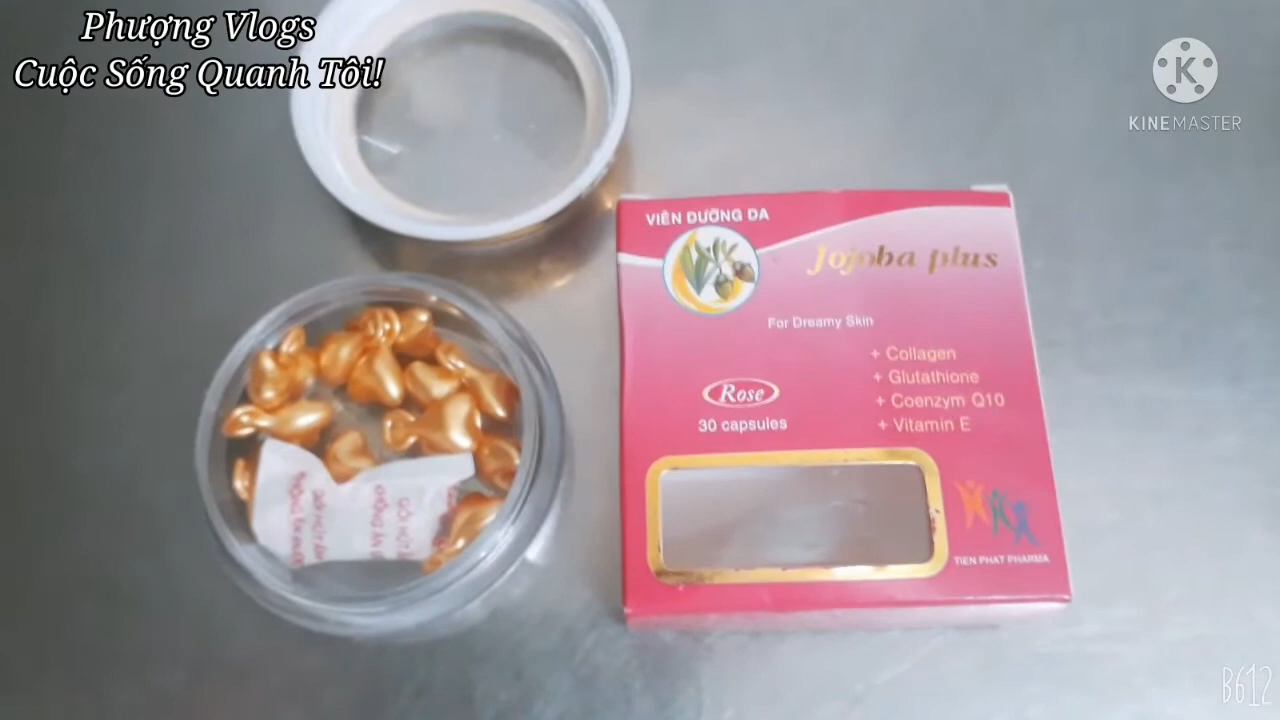 Phượng Vlogs
Cuộc Sống Quanh Tôi!
KINEMASTER
VIÊN DƯỠNG DA
Jojoba plus
For Dreamy Skin
+ Collagen
+ Glutathione
+ Coenzym Q10
+ Vitamin E
Rose
30 capsules
TIEN PHAT PHARMA
B612